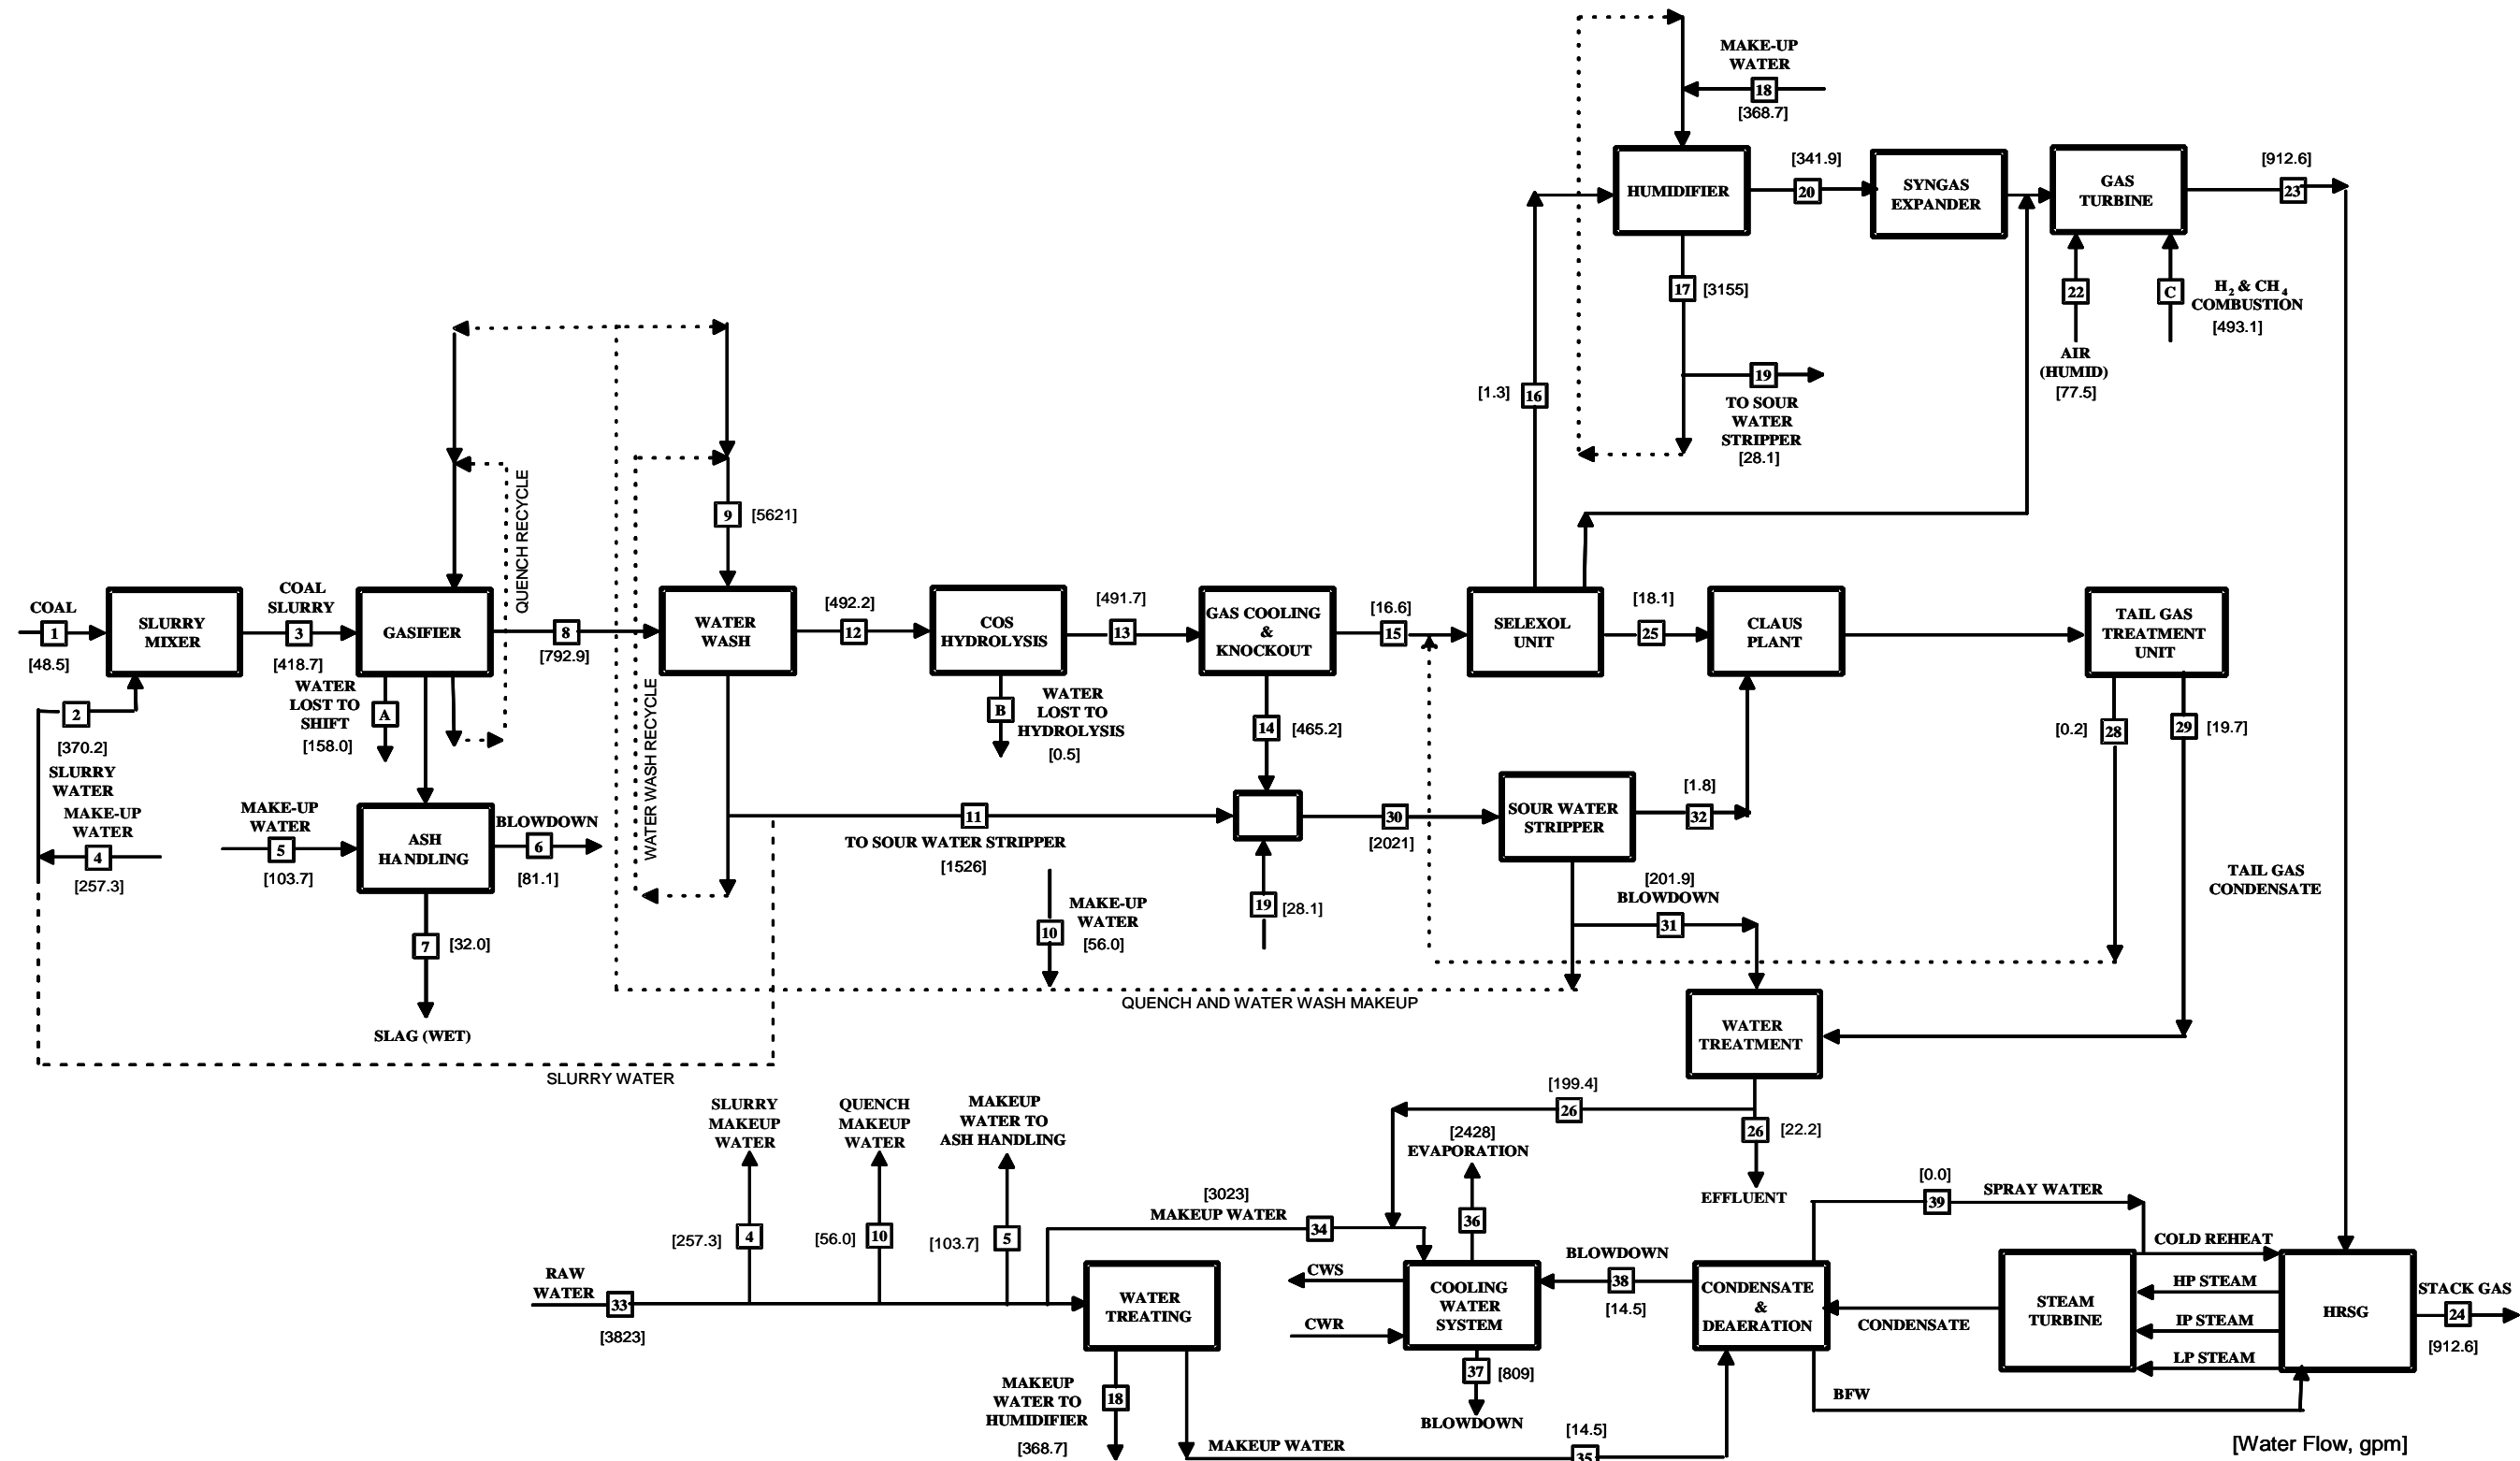 MAKE-UP
WATER
18
[368.7]
HUMIDIFIER
[341.9]
20
SYNGAS
EXPANDER
GAS
TURBINE
[912.6]
23
17
[3155]
22
C
H2 & CH4
COMBUSTION
[493.1]
AIR
(HUMID)
[77.5]
[1.3]
16
19
TO SOUR
WATER
STRIPPER
[28.1]
QUENCH RECYCLE
9
[5621]
COAL
1
[48.5]
SLURRY
MIXER
COAL
SLURRY
3
[418.7]
GASIFIER
8
[792.9]
WATER
WASH
[492.2]
12
COS
HYDROLYSIS
[491.7]
13
GAS COOLING
&
KNOCKOUT
[16.6]
15
SELEXOL
UNIT
[18.1]
25
CLAUS
PLANT
TAIL GAS
TREATMENT
UNIT
2
[370.2]
SLURRY
WATER
WATER
LOST TO
SHIFT
[158.0]
A
WATER WASH RECYCLE
B
WATER
LOST TO
HYDROLYSIS
[0.5]
14
[465.2]
[0.2]
28
29
[19.7]
MAKE-UP
WATER
4
[257.3]
MAKE-UP
WATER
5
[103.7]
ASH
HANDLING
BLOWDOWN
6
[81.1]
11
TO SOUR WATER STRIPPER
[1526]
30
[2021]
SOUR WATER
STRIPPER
[1.8]
32
7
[32.0]
SLAG (WET)
MAKE-UP
WATER
10
[56.0]
19
[28.1]
[201.9]
BLOWDOWN
31
TAIL GAS
CONDENSATE
QUENCH AND WATER WASH MAKEUP
WATER
TREATMENT
SLURRY WATER
SLURRY
MAKEUP
WATER
QUENCH
MAKEUP
WATER
MAKEUP
WATER TO
ASH HANDLING
[199.4]
26
26
[22.2]
EFFLUENT
[2428]
EVAPORATION
36
[257.3]
4
[56.0]
10
[103.7]
5
[3023]
MAKEUP WATER
34
[0.0]
39
SPRAY WATER
RAW
WATER
33
[3823]
WATER
TREATING
CWS
CWR
COOLING
WATER
SYSTEM
BLOWDOWN
38
[14.5]
CONDENSATE
&
DEAERATION
CONDENSATE
STEAM
TURBINE
COLD REHEAT
HP STEAM
IP STEAM
LP STEAM
HRSG
STACK GAS
24
[912.6]
37
[809]
BLOWDOWN
BFW
MAKEUP
WATER TO
HUMIDIFIER
18
[368.7]
MAKEUP WATER
[14.5]
35
[Water Flow, gpm]